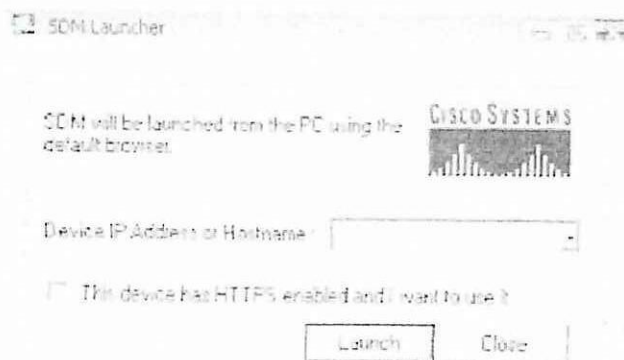 SDM Launcher
SDM will be launched from the PC using the
default browser.
CISCO SYSTEMS
Device IP Address or Hostname:
This device has HTTPS enabled and I want to use it
Launch
Close